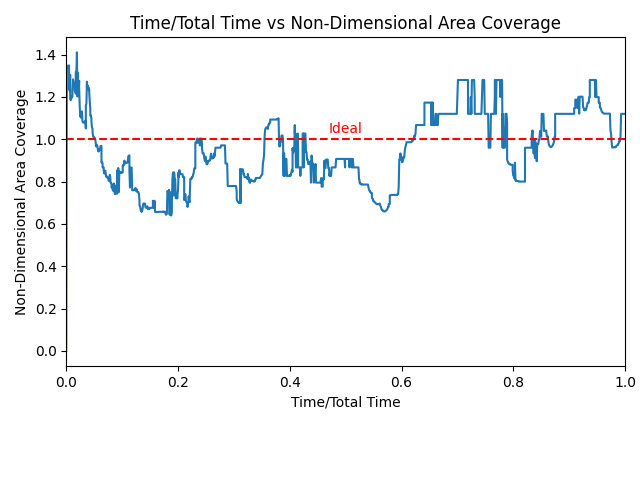 Time/Total Time vs Non-Dimensional Area Coverage
Non-Dimensional Area Coverage
1.4
1.2
1.0
0.8
0.6
0.4
0.2
0.0
Ideal
0.0 0.2 0.4 0.6 0.8 1.0
Time/Total Time